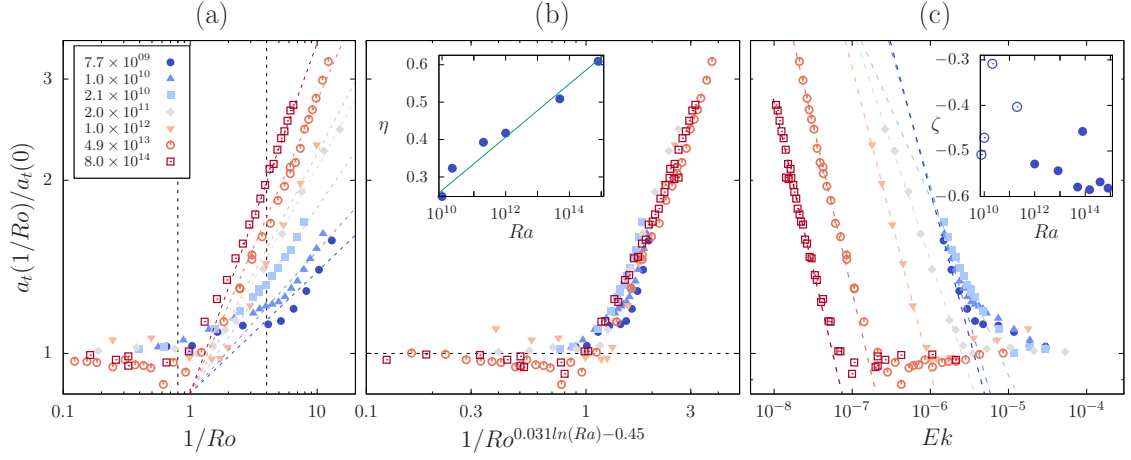 (a)
(b)
(c)
a_t(1/Ro)/a_t(0)
3
2
1
7.7 × 10^09
1.0 × 10^10
2.1 × 10^10
2.0 × 10^11
1.0 × 10^12
4.9 × 10^13
8.0 × 10^14
0.1
1
10
1/Ro
η
0.6
0.5
0.4
0.3
10^10
10^12
10^14
Ra
0.1
0.3
1
3
1/Ro^0.031ln(Ra)−0.45
ζ
−0.3
−0.4
−0.5
−0.6
10^10
10^12
10^14
Ra
10^−8
10^−7
10^−6
10^−5
10^−4
Ek